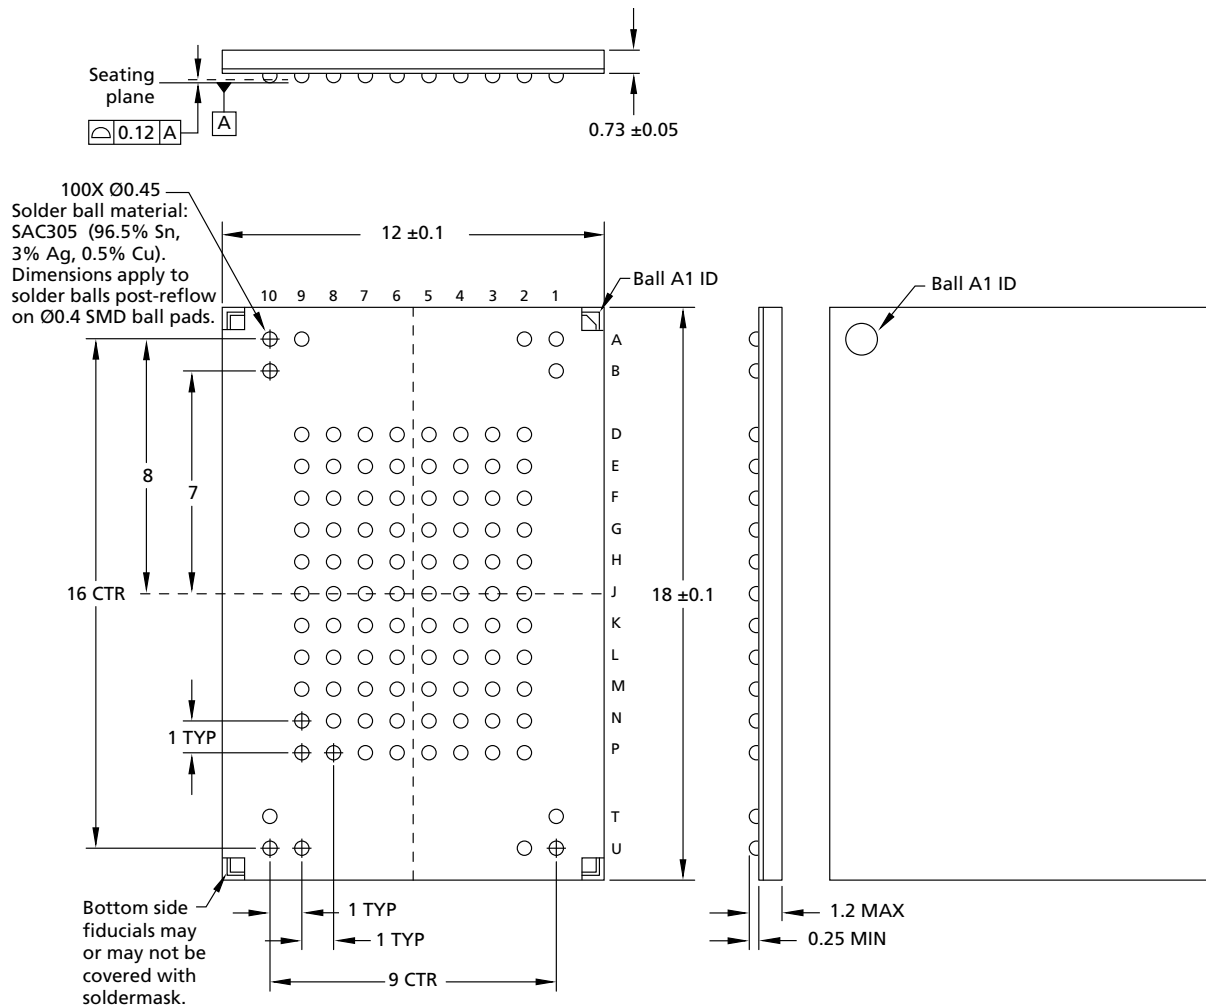 Seating
plane
0.12 A
A
0.73 ±0.05
100X Ø0.45
Solder ball material:
SAC305 (96.5% Sn,
3% Ag, 0.5% Cu).
Dimensions apply to
solder balls post-reflow
on Ø0.4 SMD ball pads.
12 ±0.1
Ball A1 ID
Ball A1 ID
10 9 8 7 6 5 4 3 2 1
A
B
D
E
F
G
H
J
K
L
M
N
P
T
U
8
7
16 CTR
18 ±0.1
1 TYP
Bottom side
fiducials may
or may not be
covered with
soldermask.
1 TYP
1 TYP
9 CTR
1.2 MAX
0.25 MIN